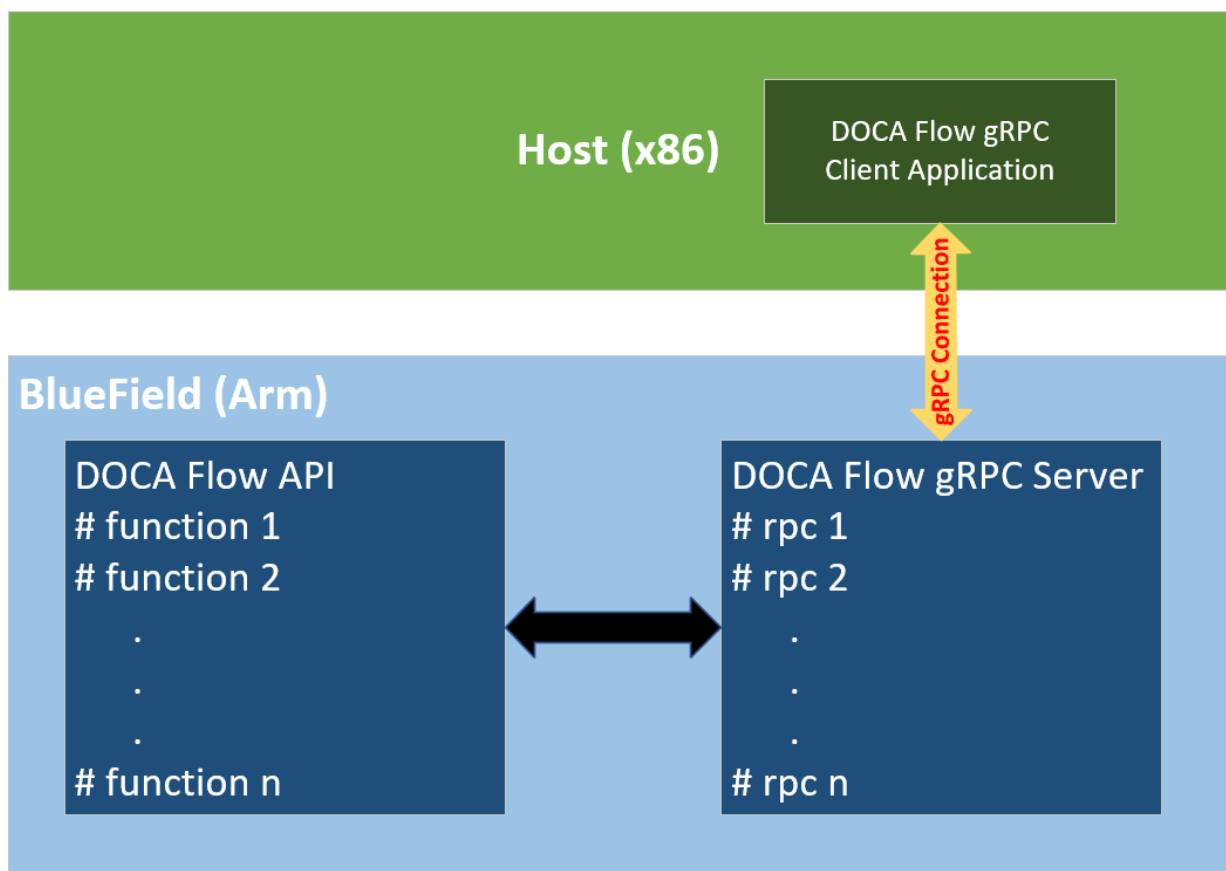 Host (x86)
DOCA Flow gRPC
Client Application
gRPC Connection
BlueField (Arm)
DOCA Flow API
# function 1
# function 2
.
.
.
# function n
DOCA Flow gRPC Server
# rpc 1
# rpc 2
.
.
.
# rpc n